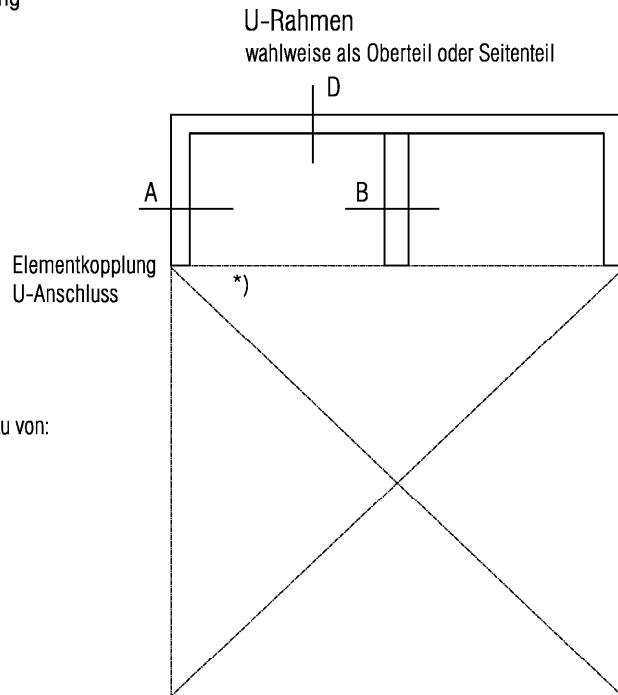 U-Rahmen
wahlweise als Oberteil oder Seitenteil
D
A
B
Elementkopplung
U-Anschluss
*)
von: